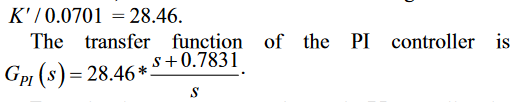 K′ / 0.0701 = 28.46.
The transfer function of the PI controller is
G_PI (s) = 28.46 * (s + 0.7831) / s .